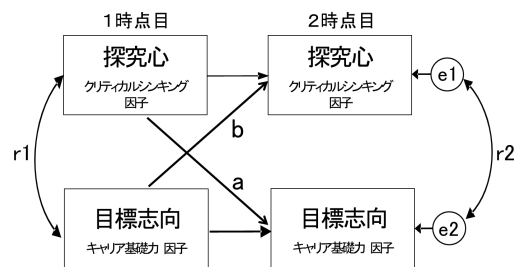 1時点目
2時点目
探究心
クリティカルシンキング
因子
探究心
クリティカルシンキング
因子
e1
r1
b
a
r2
目標志向
キャリア基礎力 因子
目標志向
キャリア基礎力 因子
e2